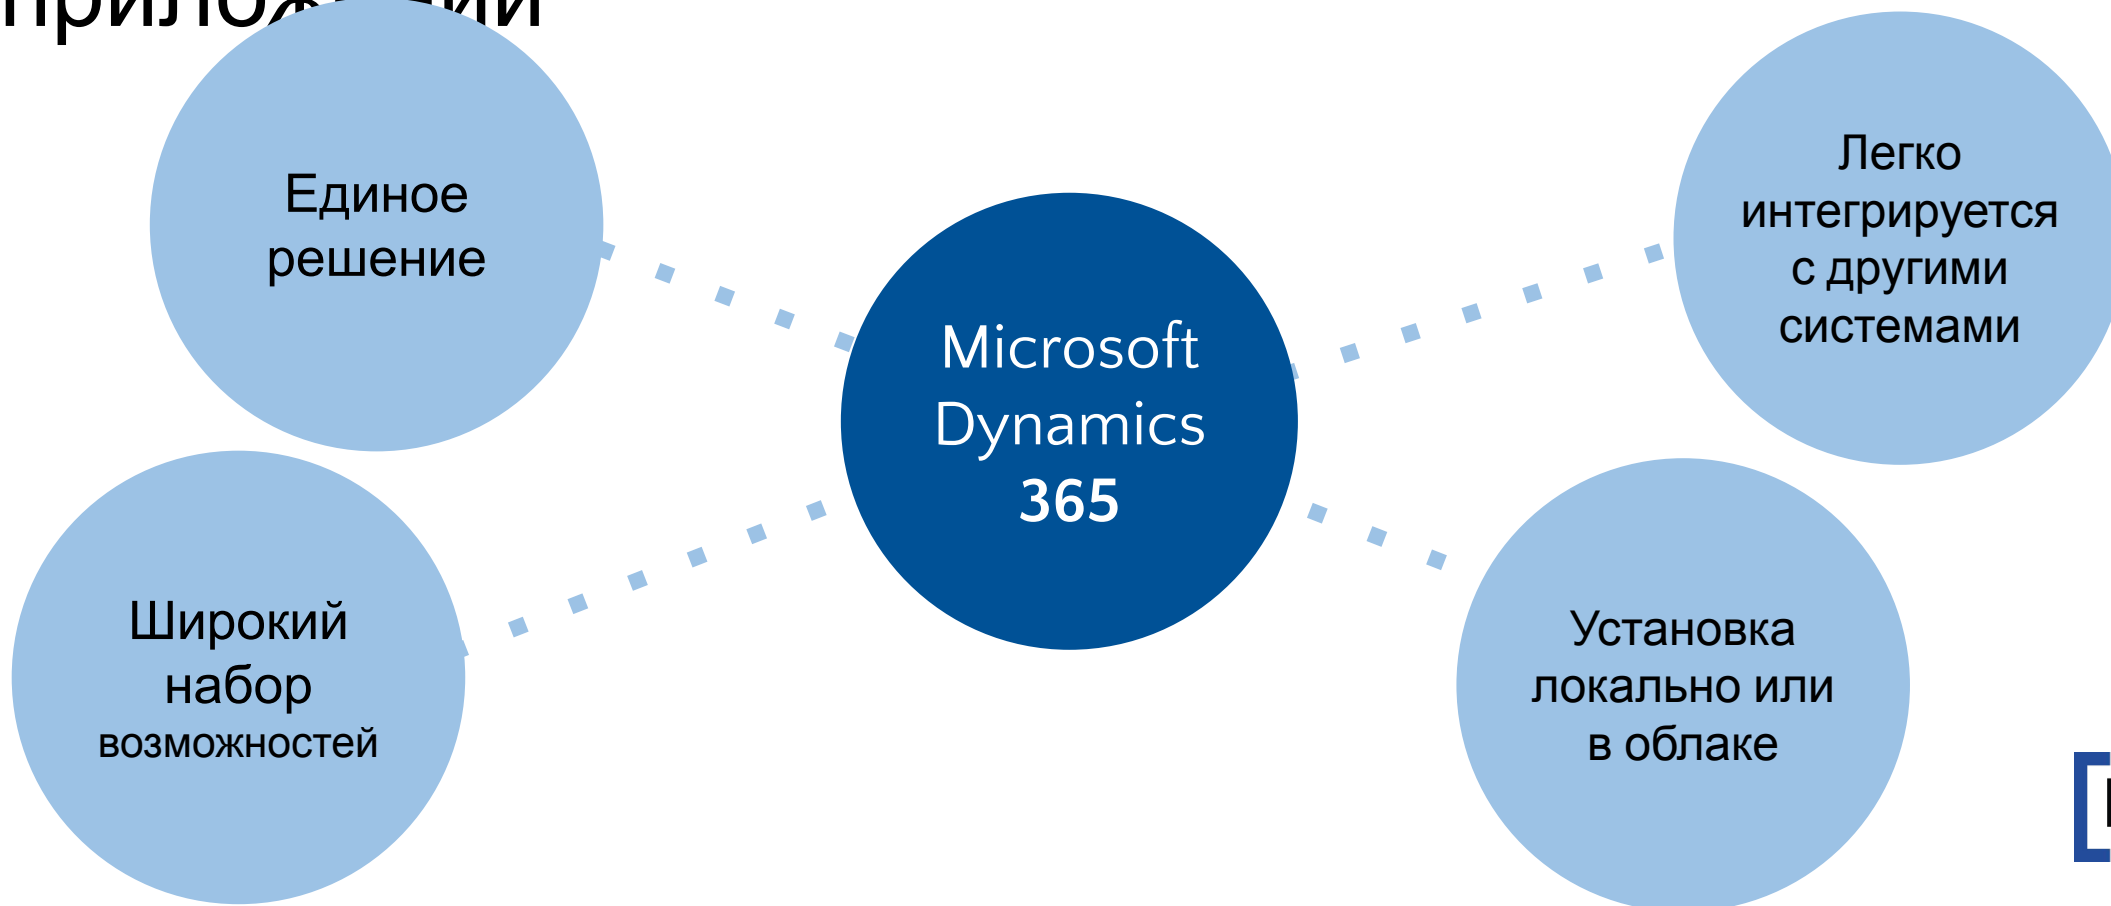 Единое
решение
Microsoft
Dynamics
365
Легко
интегрируется
с другими
системами
Широкий
набор
возможностей
Установка
локально или
в облаке